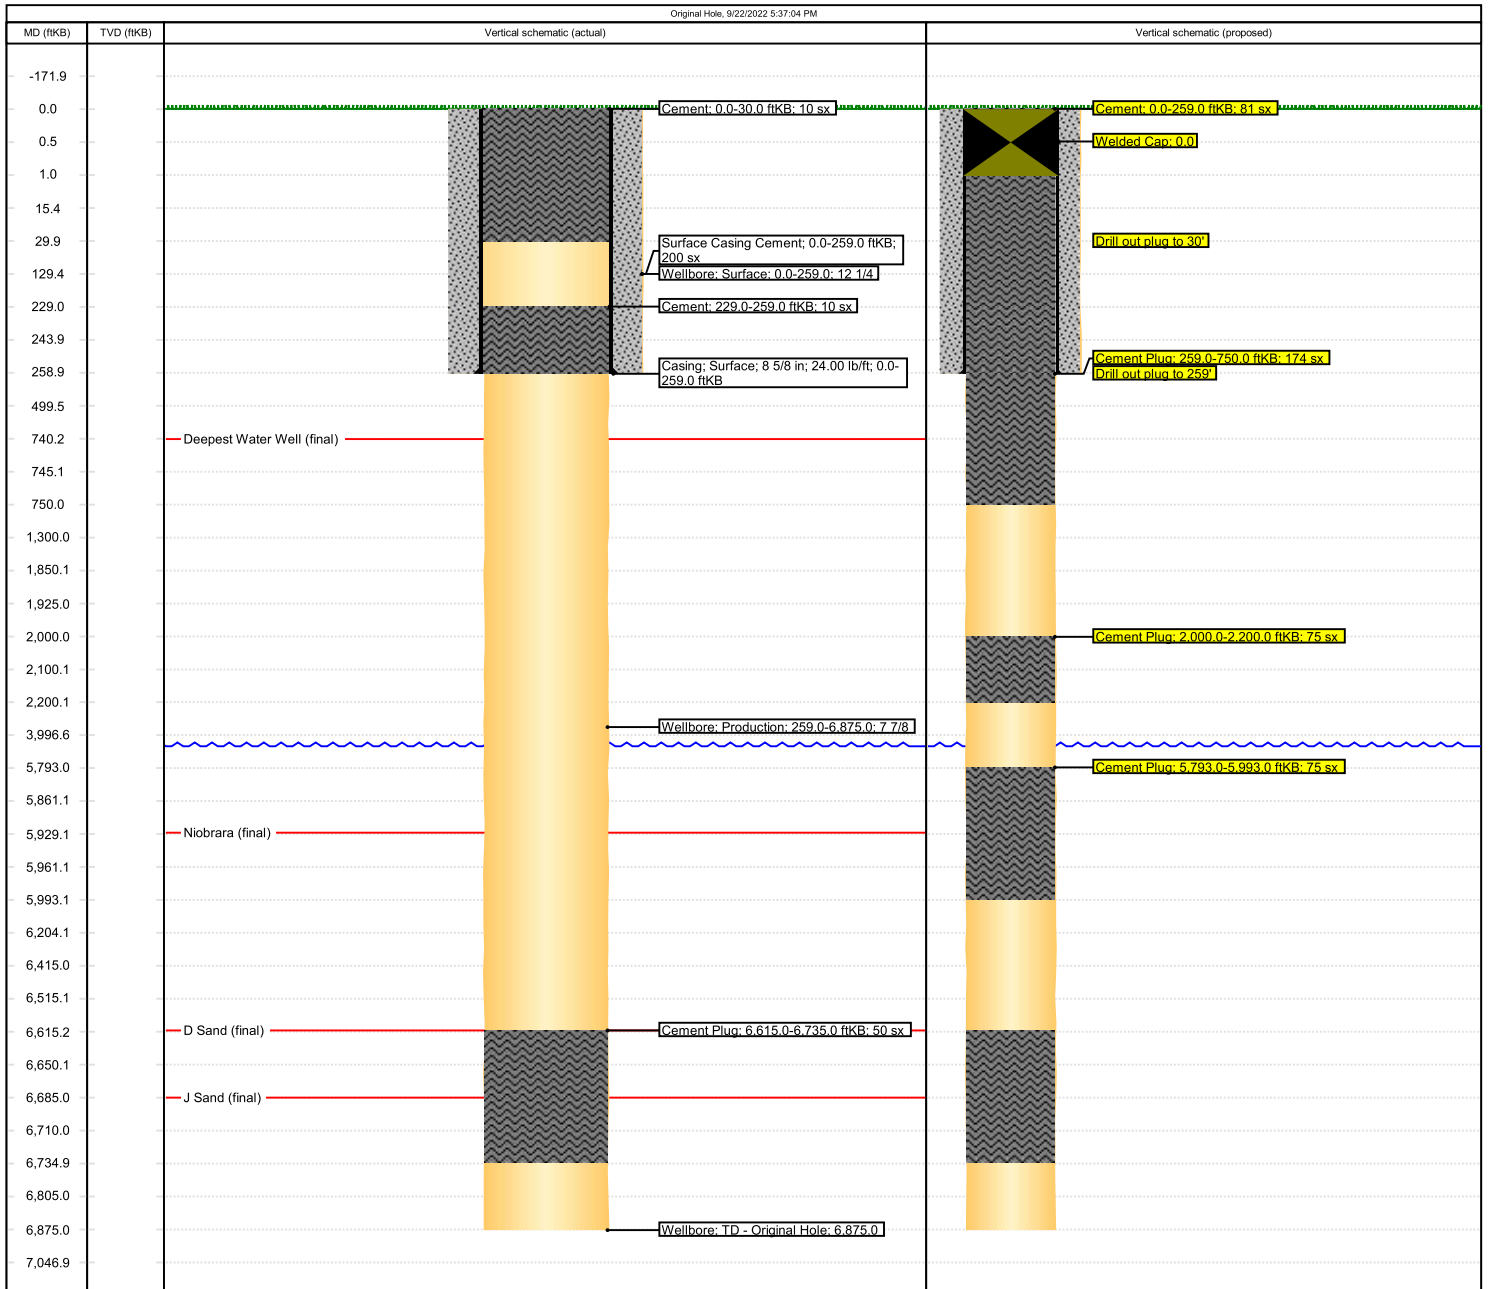 Original Hole, 9/22/2022 5:37:04 PM
MD (ftKB)
TVD (ftKB)
Vertical schematic (actual)
Vertical schematic (proposed)
-171.9
0.0
0.5
1.0
15.4
29.9
129.4
229.0
243.9
258.9
499.5
740.2
745.1
750.0
1,300.0
1,850.1
1,925.0
2,000.0
2,100.1
2,200.1
3,996.6
5,793.0
5,861.1
5,929.1
5,961.1
5,993.1
6,204.1
6,415.0
6,515.1
6,615.2
6,650.1
6,685.0
6,710.0
6,734.9
6,805.0
6,875.0
7,046.9
Deepest Water Well (final)
Niobrara (final)
D Sand (final)
J Sand (final)
Cement; 0.0-30.0 ftKB; 10 sx
Surface Casing Cement; 0.0-259.0 ftKB;
200 sx
Wellbore; Surface; 0.0-259.0; 12 1/4
Cement; 229.0-259.0 ftKB; 10 sx
Casing; Surface; 8 5/8 in; 24.00 lb/ft; 0.0-
259.0 ftKB
Wellbore; Production; 259.0-6,875.0; 7 7/8
Cement Plug; 6,615.0-6,735.0 ftKB; 50 sx
Wellbore; TD - Original Hole; 6,875.0
Cement; 0.0-259.0 ftKB; 81 sx
Welded Cap; 0.0
Drill out plug to 30'
Cement Plug; 259.0-750.0 ftKB; 174 sx
Drill out plug to 259'
Cement Plug; 2,000.0-2,200.0 ftKB; 75 sx
Cement Plug; 5,793.0-5,993.0 ftKB; 75 sx